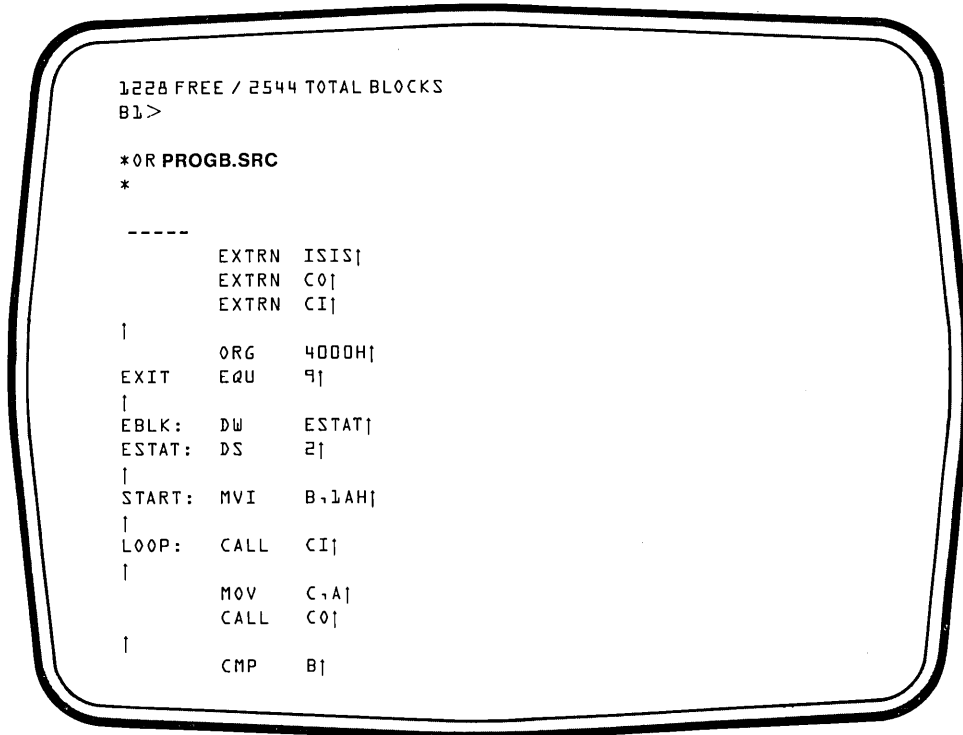 1228 FREE / 2544 TOTAL BLOCKS
B1>
*OR PROGB.SRC
*
-----
EXTRN ISIS↑
EXTRN CO↑
EXTRN CI↑
↑
ORG 4000H↑
EXIT EQU 9↑
↑
EBLK: DW ESTAT↑
ESTAT: DS 2↑
↑
START: MVI B,1AH↑
↑
LOOP: CALL CI↑
↑
MOV C,A↑
CALL CO↑
↑
CMP B↑